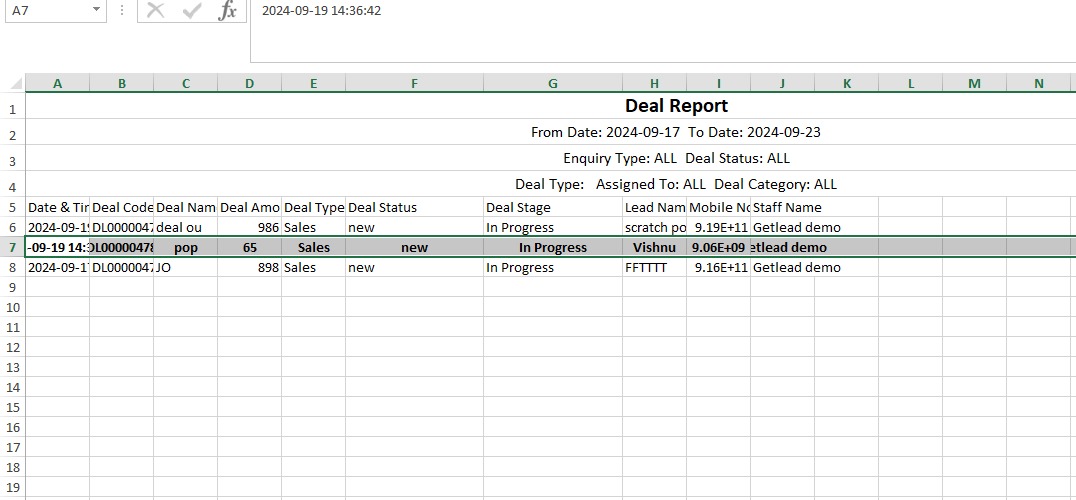 A7 fx 2024-09-19 14:36:42
A B C D E F G H I J K L M N
1 Deal Report
2 From Date: 2024-09-17 To Date: 2024-09-23
3 Enquiry Type: ALL Deal Status: ALL
4 Deal Type: Assigned To: ALL Deal Category: ALL
5 Date & Tir Deal Code Deal Nam Deal Amo Deal Type Deal Status Deal Stage Lead Nam Mobile No Staff Name
6 2024-09-19 DL0000047 deal ou 986 Sales new In Progress scratch po 9.19E+11 Getlead demo
7 -09-19 14:3 DL00000478 pop 65 Sales new In Progress Vishnu 9.06E+09 etlead demo
8 2024-09-17 DL0000047 JO 898 Sales new In Progress FFTTTT 9.16E+11 Getlead demo
9
10
11
12
13
14
15
16
17
18
19